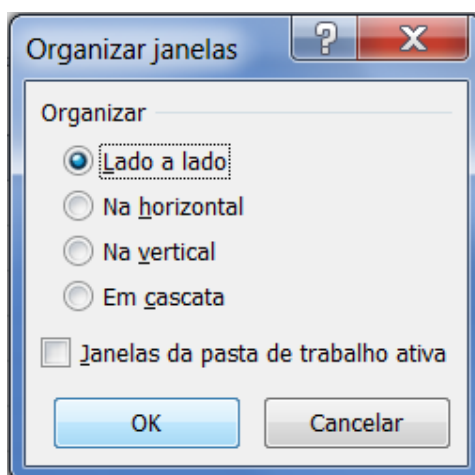 Organizar janelas
Organizar
Lado a lado
Na horizontal
Na vertical
Em cascata
Janelas da pasta de trabalho ativa
OK Cancelar